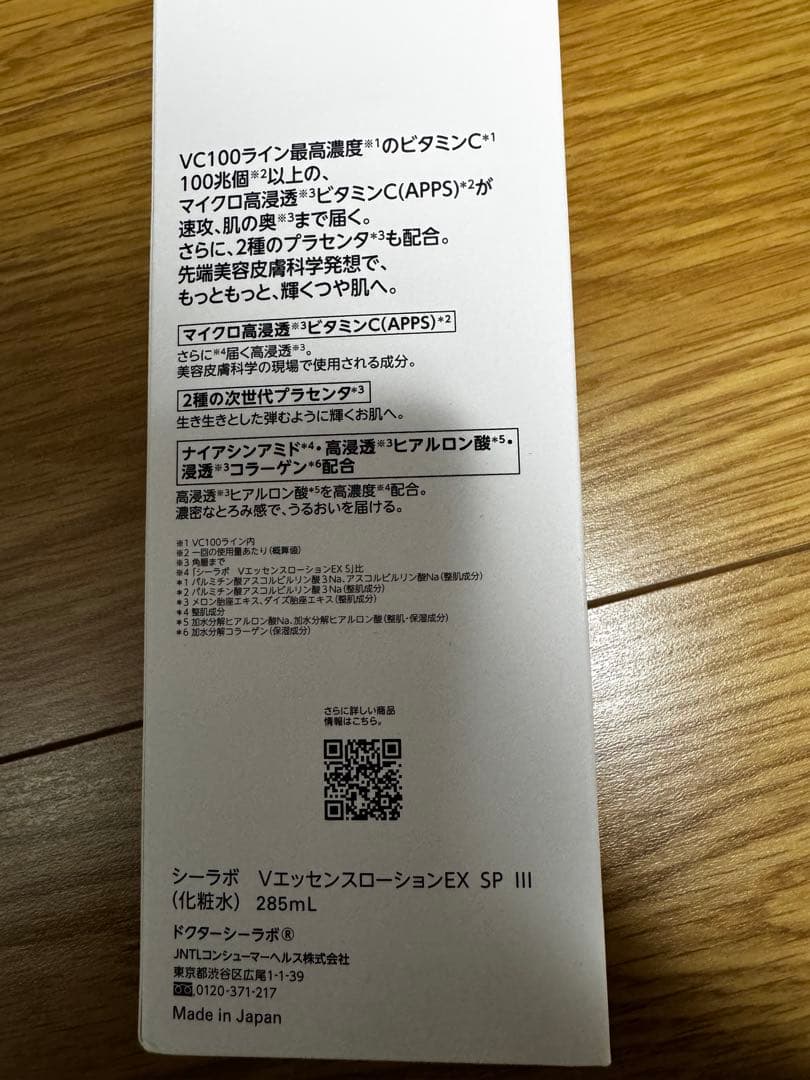 VC100ライン最高濃度※1のビタミンC*1
100兆個※2以上の、
マイクロ高浸透※3ビタミンC(APPS)*2が
速攻、肌の奥※3まで届く。
さらに、2種のプラセンタ*3も配合。
先端美容皮膚科学発想で、
もっともっと、輝くつや肌へ。
マイクロ高浸透※3ビタミンC(APPS)*2
さらに※4届く高浸透※3。
美容皮膚科学の現場で使用される成分。
2種の次世代プラセンタ*3
生き生きとした弾むように輝くお肌へ。
ナイアシンアミド*4・高浸透※3ヒアルロン酸*5・
浸透※3コラーゲン*6配合
高浸透※3ヒアルロン酸*5を高濃度※4配合。
濃密なとろみ感で、うるおいを届ける。
※1 VC100ライン内
※2 一回の使用量あたり(概算値)
※3 角層まで
※4「シーラボ VエッセンスローションEX S」比
*1 パルミチン酸アスコルビルリン酸3Na、アスコルビルリン酸Na(整肌成分)
*2 パルミチン酸アスコルビルリン酸3Na(整肌成分)
*3 メロン胎座エキス、ダイズ胎座エキス(整肌成分)
*4 整肌成分
*5 加水分解ヒアルロン酸Na、加水分解ヒアルロン酸(整肌・保湿成分)
*6 加水分解コラーゲン(保湿成分)
さらに詳しい商品
情報はこちら。
シーラボ VエッセンスローションEX SP III
(化粧水) 285mL
ドクターシーラボ®
JNTLコンシューマーヘルス株式会社
東京都渋谷区広尾1-1-39
0120-371-217
Made in Japan